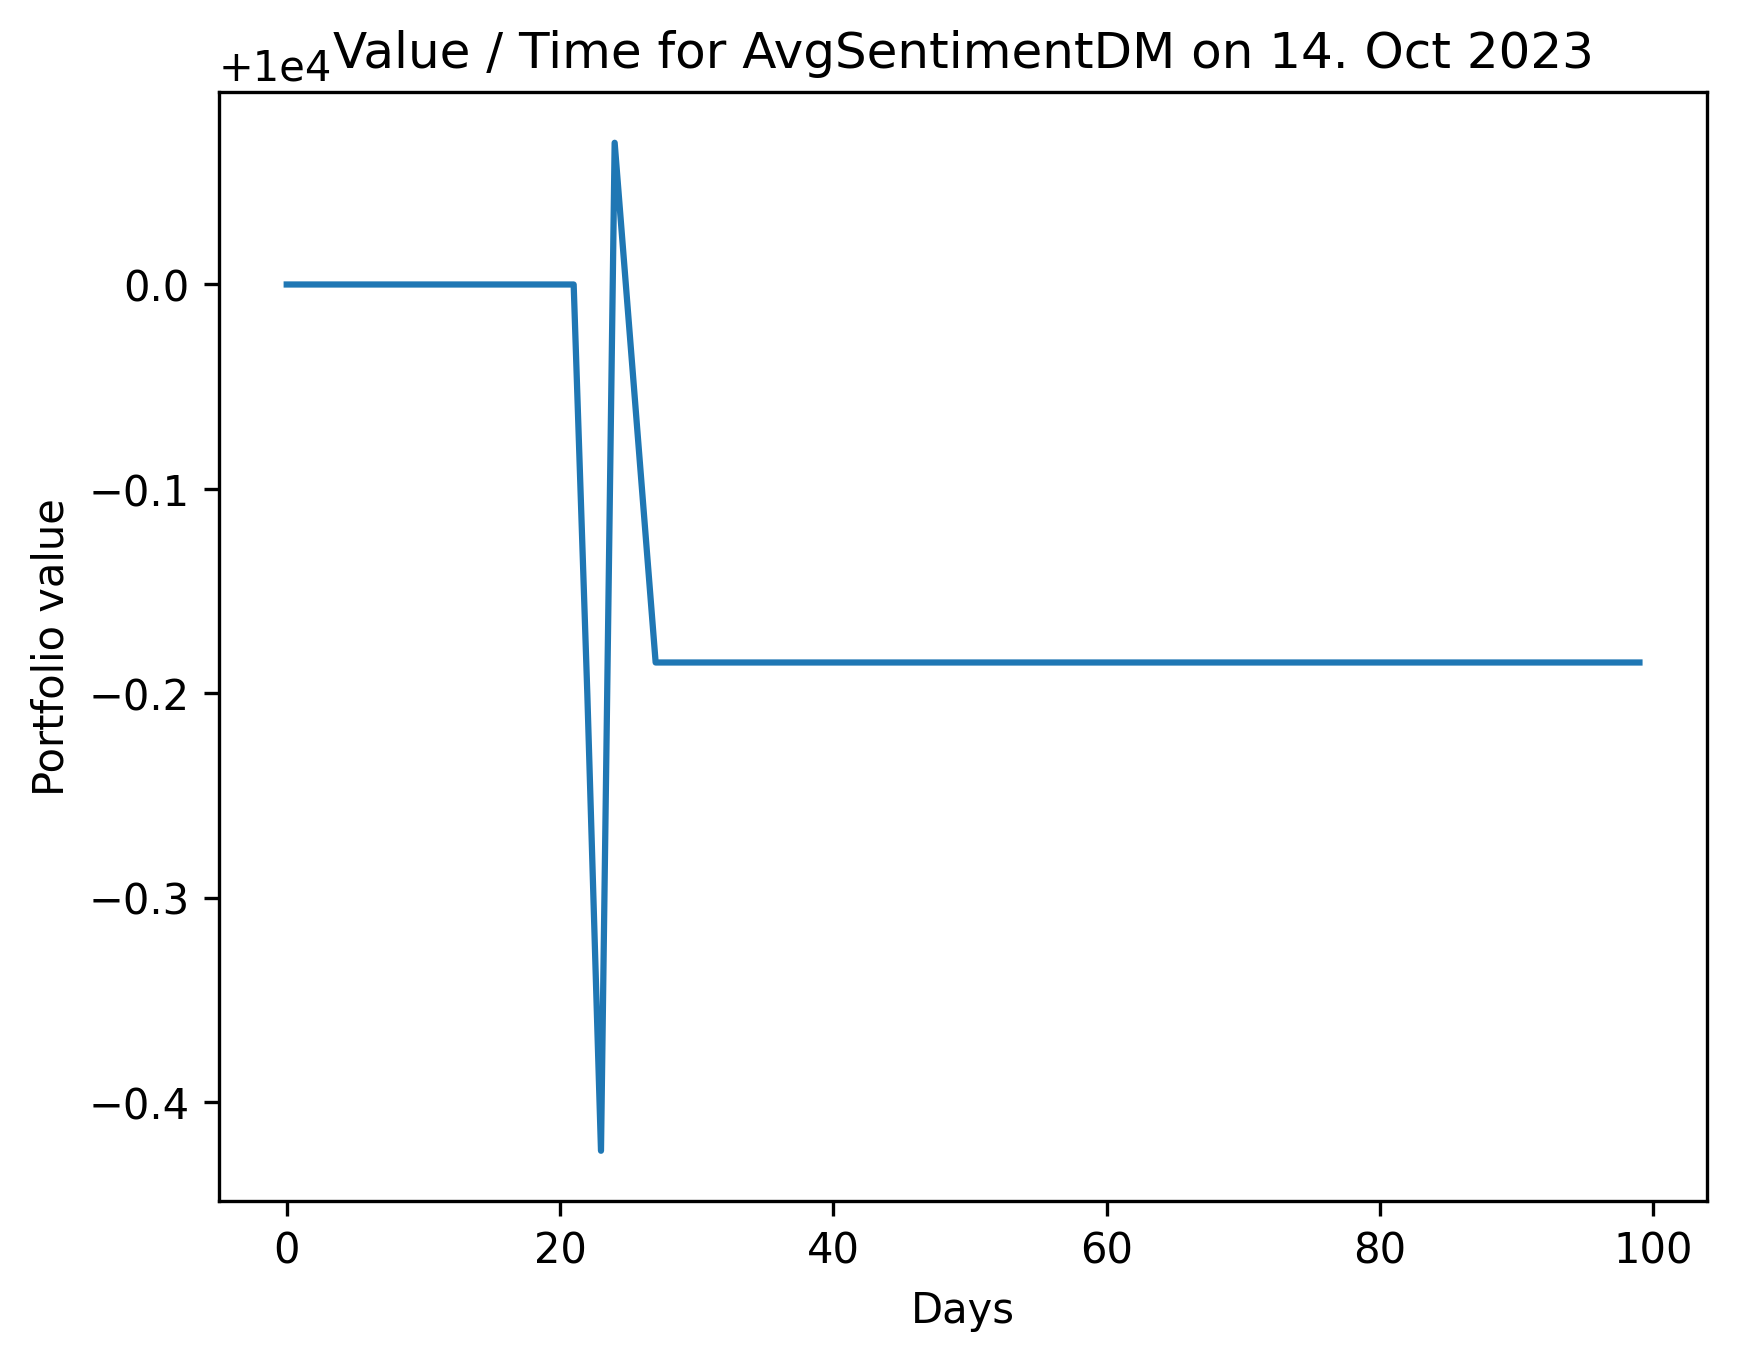 Value / Time for AvgSentimentDM on 14. Oct 2023
+1e4
0.0
−0.1
−0.2
−0.3
−0.4
Portfolio value
0 20 40 60 80 100
Days